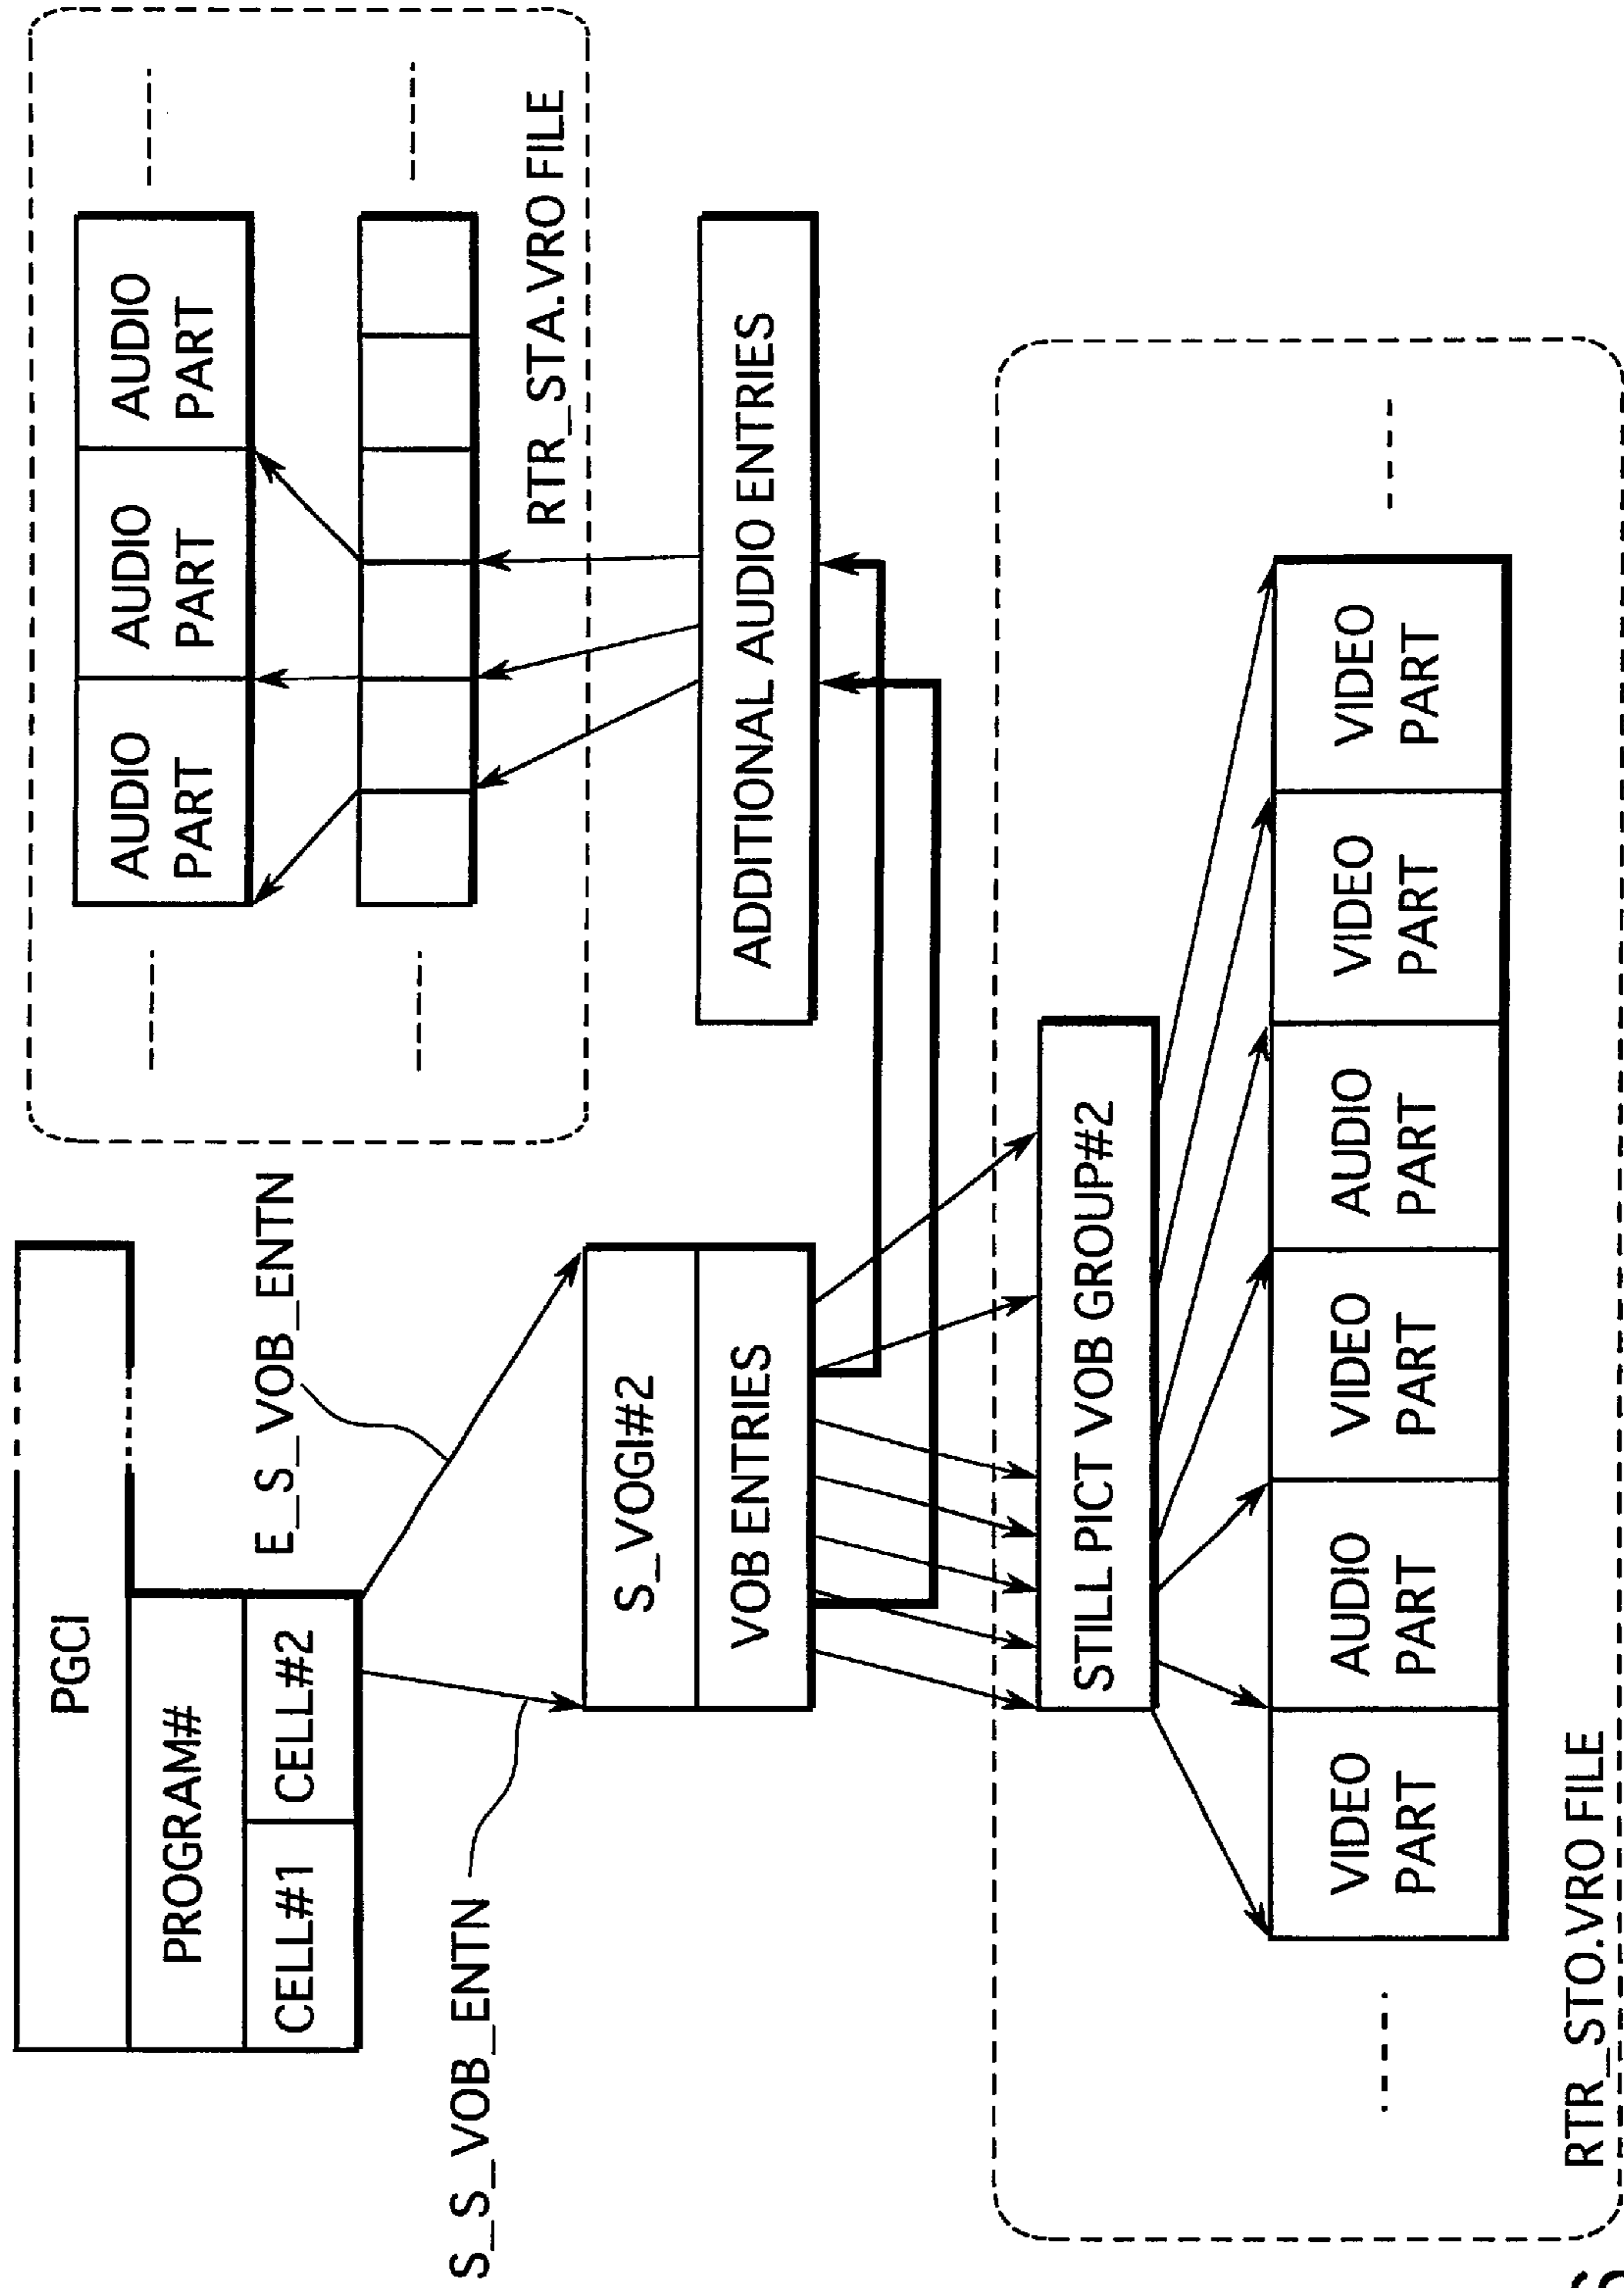 PGCI
PROGRAM#
CELL#1
CELL#2
E_S_VOB_ENTN
S_S_VOB_ENTN
S_VOGI#2
VOB ENTRIES
AUDIO
PART
AUDIO
PART
AUDIO
PART
RTR_STA.VRO FILE
ADDITIONAL AUDIO ENTRIES
STILL PICT VOB GROUP#2
VIDEO
PART
AUDIO
PART
VIDEO
PART
AUDIO
PART
VIDEO
PART
VIDEO
PART
RTR_STO.VRO FILE